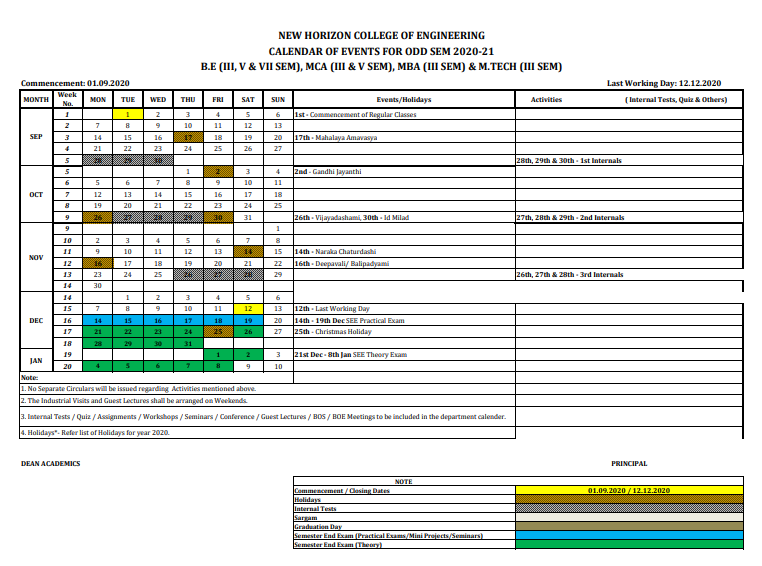 NEW HORIZON COLLEGE OF ENGINEERING
CALENDAR OF EVENTS FOR ODD SEM 2020-21
B.E (III, V & VII SEM), MCA (III & V SEM), MBA (III SEM) & M.TECH (III SEM)
Commencement: 01.09.2020 Last Working Day: 12.12.2020
MONTH Week No. MON TUE WED THU FRI SAT SUN Events/Holidays Activities ( Internal Tests, Quiz & Others)
SEP
1 1 2 3 4 5 6 1st - Commencement of Regular Classes
2 7 8 9 10 11 12 13
3 14 15 16 17 18 19 20 17th - Mahalaya Amavasya
4 21 22 23 24 25 26 27
5 28 29 30 28th, 29th & 30th - 1st Internals
OCT
5 1 2 3 4 2nd - Gandhi Jayanthi
6 5 6 7 8 9 10 11
7 12 13 14 15 16 17 18
8 19 20 21 22 23 24 25
9 26 27 28 29 30 31 26th - Vijayadashami, 30th - Id Milad 27th, 28th & 29th - 2nd Internals
NOV
9 1
10 2 3 4 5 6 7 8
11 9 10 11 12 13 14 15 14th - Naraka Chaturdashi
12 16 17 18 19 20 21 22 16th - Deepavali/ Balipadyami
13 23 24 25 26 27 28 29 26th, 27th & 28th - 3rd Internals
14 30
DEC
14 1 2 3 4 5 6
15 7 8 9 10 11 12 13 12th - Last Working Day
16 14 15 16 17 18 19 20 14th - 19th Dec SEE Practical Exam
17 21 22 23 24 25 26 27 25th - Christmas Holiday
18 28 29 30 31
JAN
19 1 2 3 21st Dec - 8th Jan SEE Theory Exam
20 4 5 6 7 8 9 10
Note:
1. No Separate Circulars will be issued regarding Activities mentioned above.
2. The Industrial Visits and Guest Lectures shall be arranged on Weekends.
3. Internal Tests / Quiz / Assignments / Workshops / Seminars / Conference / Guest Lectures / BOS / BOE Meetings to be included in the department calender.
4. Holidays*- Refer list of Holidays for year 2020.
DEAN ACADEMICS PRINCIPAL
NOTE
Commencement / Closing Dates 01.09.2020 / 12.12.2020
Holidays
Internal Tests
Sargam
Graduation Day
Semester End Exam (Practical Exams/Mini Projects/Seminars)
Semester End Exam (Theory)